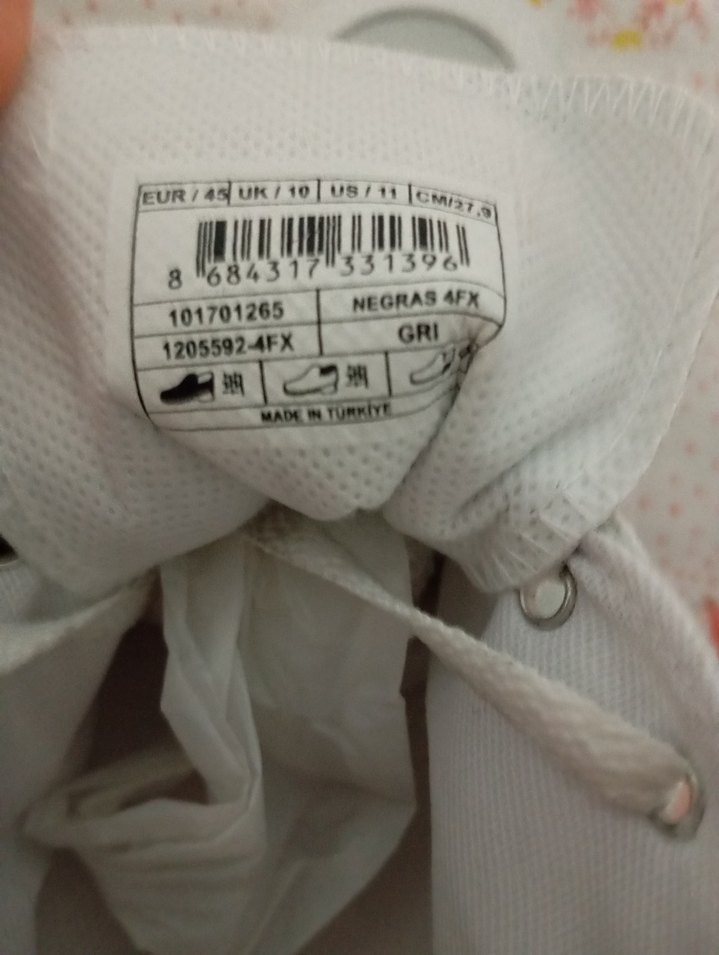 EUR / 45 UK / 10 US / 11 CM/27,9
8 684317 331396
101701265 NEGRAS 4FX
1205592-4FX GRI
MADE IN TÜRKİYE